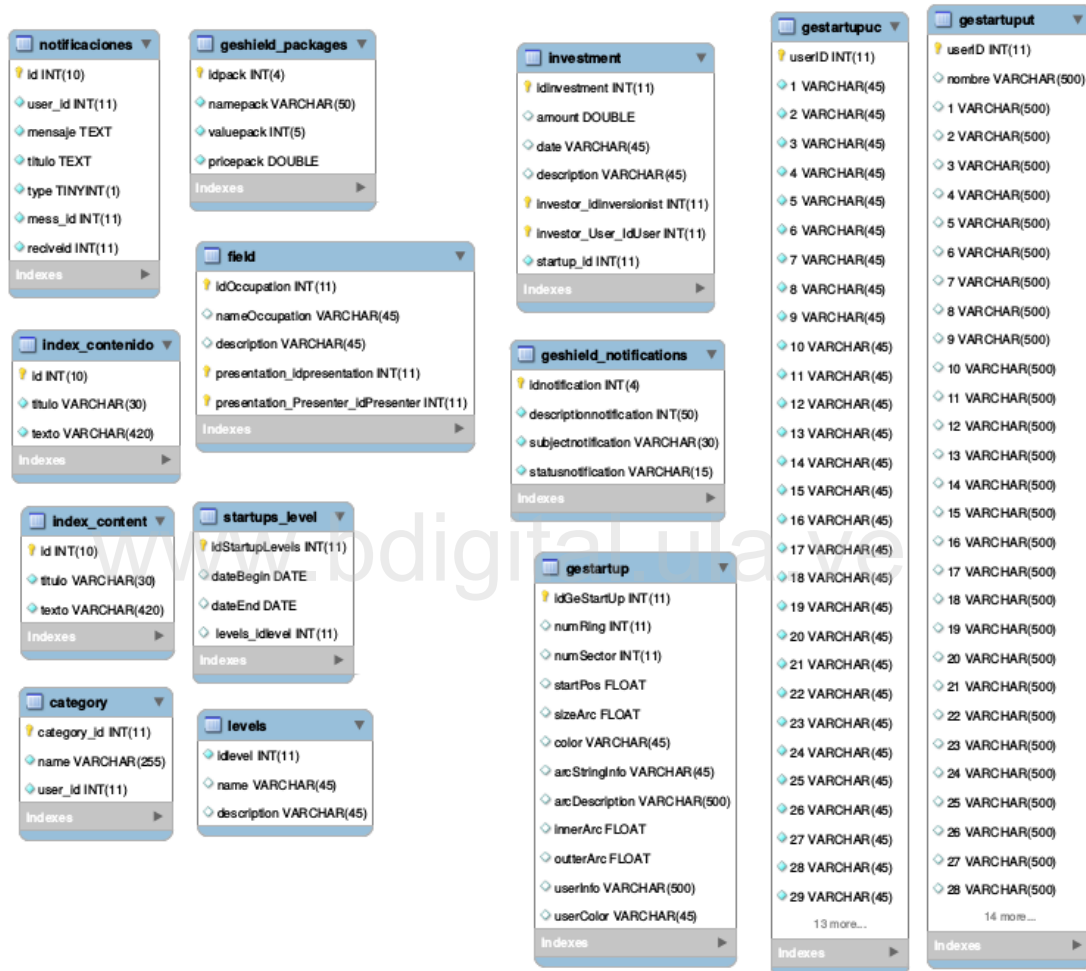 notificaciones
id INT(10)
user_id INT(11)
mensaje TEXT
titulo TEXT
type TINYINT(1)
mess_id INT(11)
reciveid INT(11)
Indexes
geshield_packages
idpack INT(4)
namepack VARCHAR(50)
valuepack INT(5)
pricepack DOUBLE
Indexes
field
idOccupation INT(11)
nameOccupation VARCHAR(45)
description VARCHAR(45)
presentation_idpresentation INT(11)
presentation_Presenter_idPresenter INT(11)
Indexes
index_contenido
id INT(10)
titulo VARCHAR(30)
texto VARCHAR(420)
Indexes
index_content
id INT(10)
titulo VARCHAR(30)
texto VARCHAR(420)
Indexes
startups_level
idStartupLevels INT(11)
dateBegin DATE
dateEnd DATE
levels_idlevel INT(11)
Indexes
category
category_id INT(11)
name VARCHAR(255)
user_id INT(11)
Indexes
levels
idlevel INT(11)
name VARCHAR(45)
description VARCHAR(45)
investment
idinvestment INT(11)
amount DOUBLE
date VARCHAR(45)
description VARCHAR(45)
investor_idinversionist INT(11)
investor_User_IdUser INT(11)
startup_id INT(11)
Indexes
geshield_notifications
idnotification INT(4)
descriptionnotification INT(50)
subjectnotification VARCHAR(30)
statusnotification VARCHAR(15)
Indexes
gestartup
idGeStartUp INT(11)
numRing INT(11)
numSector INT(11)
startPos FLOAT
sizeArc FLOAT
color VARCHAR(45)
arcStringInfo VARCHAR(45)
arcDescription VARCHAR(500)
innerArc FLOAT
outterArc FLOAT
userInfo VARCHAR(500)
userColor VARCHAR(45)
Indexes
gestartupuc
userID INT(11)
1 VARCHAR(45)
2 VARCHAR(45)
3 VARCHAR(45)
4 VARCHAR(45)
5 VARCHAR(45)
6 VARCHAR(45)
7 VARCHAR(45)
8 VARCHAR(45)
9 VARCHAR(45)
10 VARCHAR(45)
11 VARCHAR(45)
12 VARCHAR(45)
13 VARCHAR(45)
14 VARCHAR(45)
15 VARCHAR(45)
16 VARCHAR(45)
17 VARCHAR(45)
18 VARCHAR(45)
19 VARCHAR(45)
20 VARCHAR(45)
21 VARCHAR(45)
22 VARCHAR(45)
23 VARCHAR(45)
24 VARCHAR(45)
25 VARCHAR(45)
26 VARCHAR(45)
27 VARCHAR(45)
28 VARCHAR(45)
29 VARCHAR(45)
13 more...
Indexes
gestartuput
userID INT(11)
nombre VARCHAR(500)
1 VARCHAR(500)
2 VARCHAR(500)
3 VARCHAR(500)
4 VARCHAR(500)
5 VARCHAR(500)
6 VARCHAR(500)
7 VARCHAR(500)
8 VARCHAR(500)
9 VARCHAR(500)
10 VARCHAR(500)
11 VARCHAR(500)
12 VARCHAR(500)
13 VARCHAR(500)
14 VARCHAR(500)
15 VARCHAR(500)
16 VARCHAR(500)
17 VARCHAR(500)
18 VARCHAR(500)
19 VARCHAR(500)
20 VARCHAR(500)
21 VARCHAR(500)
22 VARCHAR(500)
23 VARCHAR(500)
24 VARCHAR(500)
25 VARCHAR(500)
26 VARCHAR(500)
27 VARCHAR(500)
28 VARCHAR(500)
14 more...
Indexes
www.bdigital.ula.ve